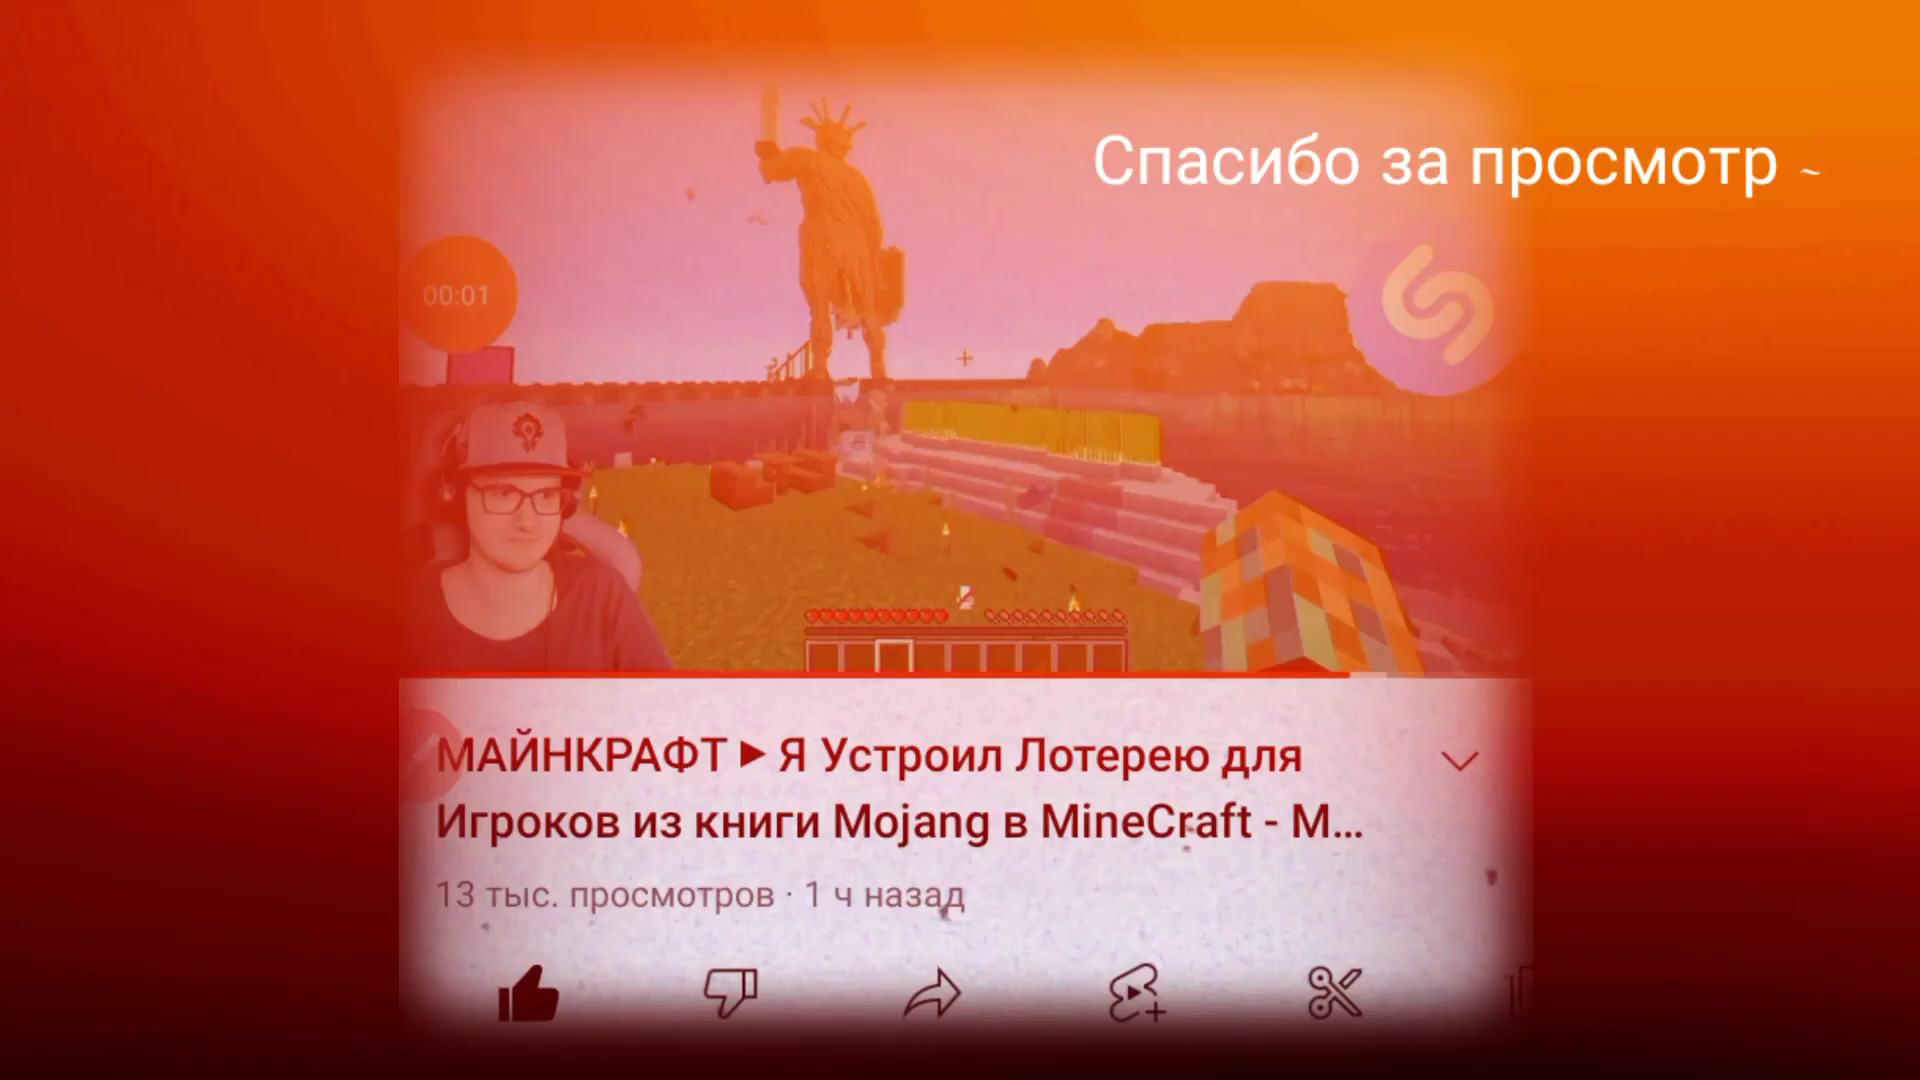 Спасибо за просмотр ~
00:01
МАЙНКРАФТ ▶ Я Устроил Лотерею для
Игроков из книги Mojang в MineCraft - М...
13 тыс. просмотров · 1 ч назад